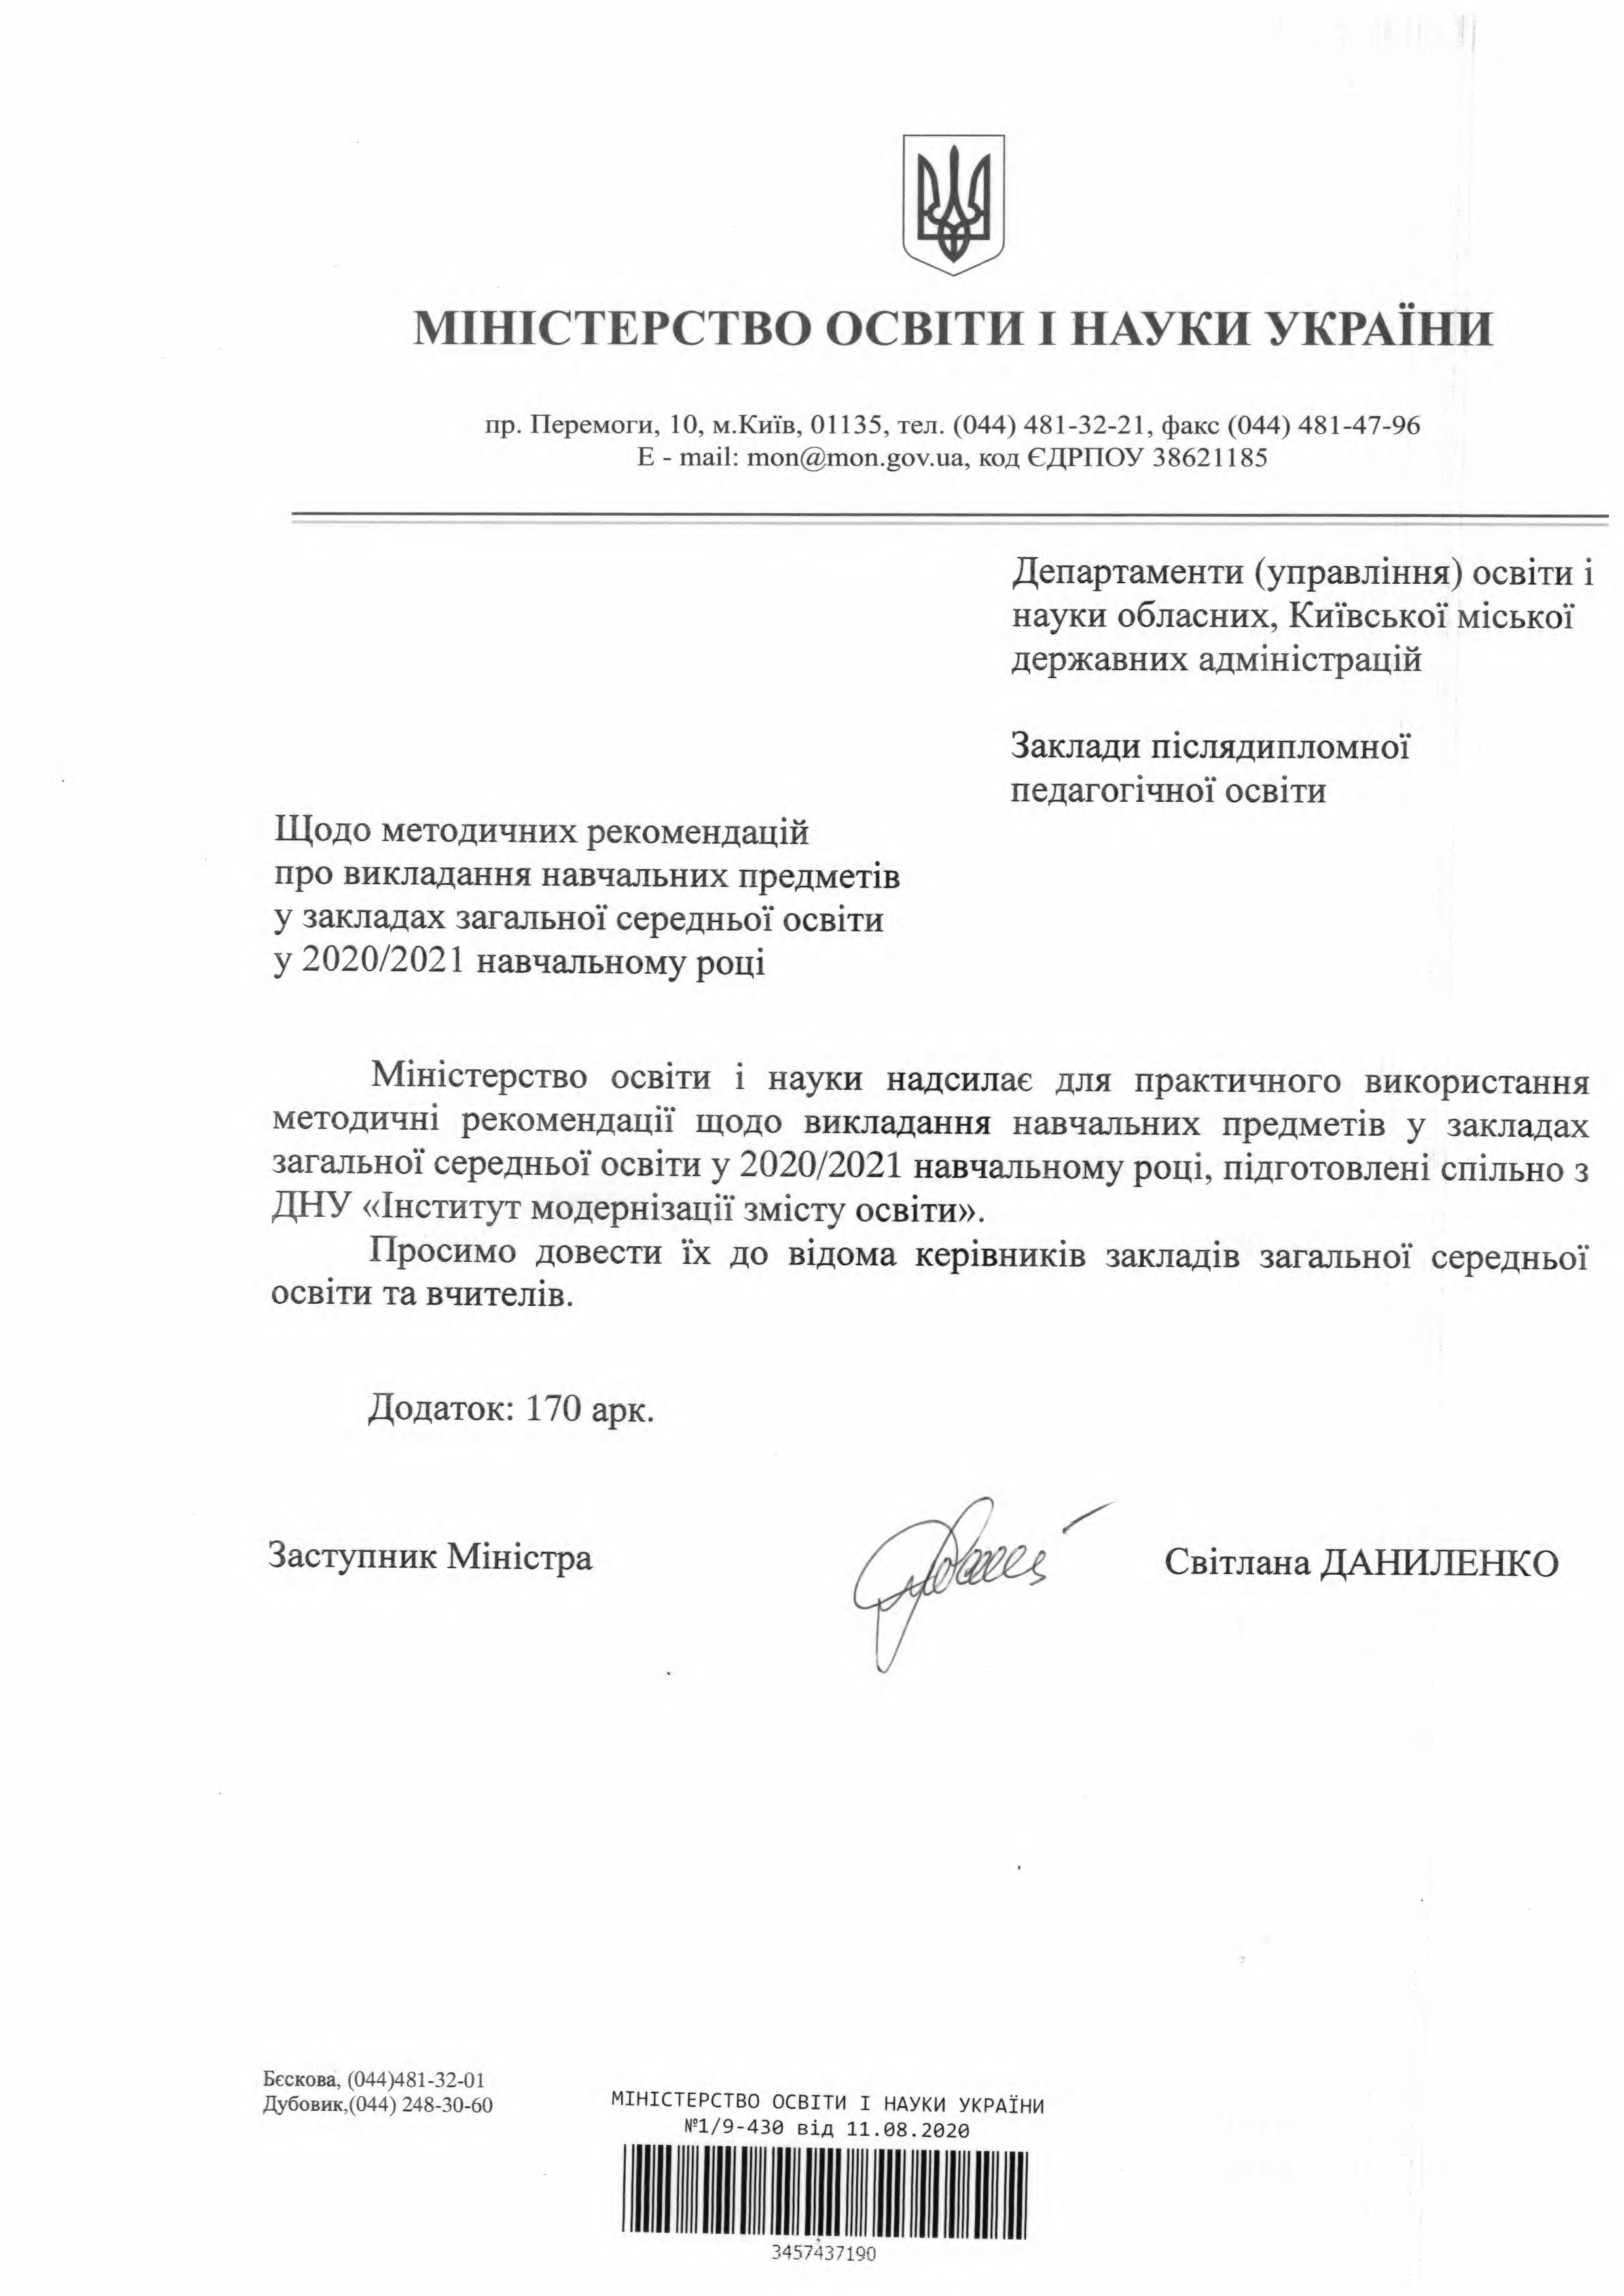 МІНІСТЕРСТВО ОСВІТИ І НАУКИ УКРАЇНИ
пр. Перемоги, 10, м.Київ, 01135, тел. (044) 481-32-21, факс (044) 481-47-96
E - mail: mon@mon.gov.ua, код ЄДРПОУ 38621185
Департаменти (управління) освіти і
науки обласних, Київської міської
державних адміністрацій
Заклади післядипломної
педагогічної освіти
Щодо методичних рекомендацій
про викладання навчальних предметів
у закладах загальної середньої освіти
у 2020/2021 навчальному році
Міністерство освіти і науки надсилає для практичного використання
методичні рекомендації щодо викладання навчальних предметів у закладах
загальної середньої освіти у 2020/2021 навчальному році, підготовлені спільно з
ДНУ «Інститут модернізації змісту освіти».
Просимо довести їх до відома керівників закладів загальної середньої
освіти та вчителів.
Додаток: 170 арк.
Заступник Міністра Світлана ДАНИЛЕНКО
Бєскова, (044)481-32-01
Дубовик,(044) 248-30-60
МІНІСТЕРСТВО ОСВІТИ І НАУКИ УКРАЇНИ
№1/9-430 від 11.08.2020
3457437190